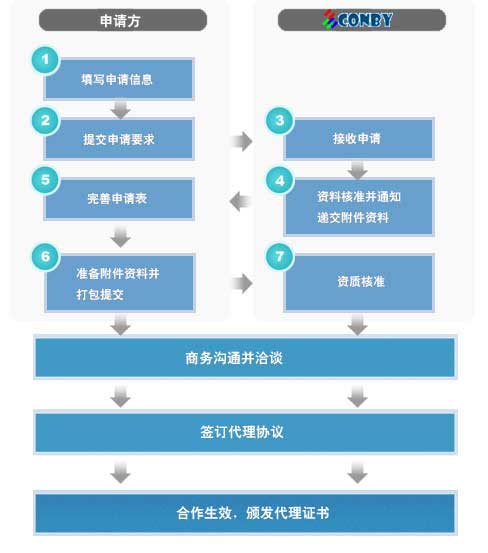 申请方
CONBY
1
填写申请信息
2
提交申请要求
3
接收申请
5
完善申请表
4
资料核准并通知
递交附件资料
6
准备附件资料并
打包提交
7
资质核准
商务沟通并洽谈
签订代理协议
合作生效，颁发代理证书